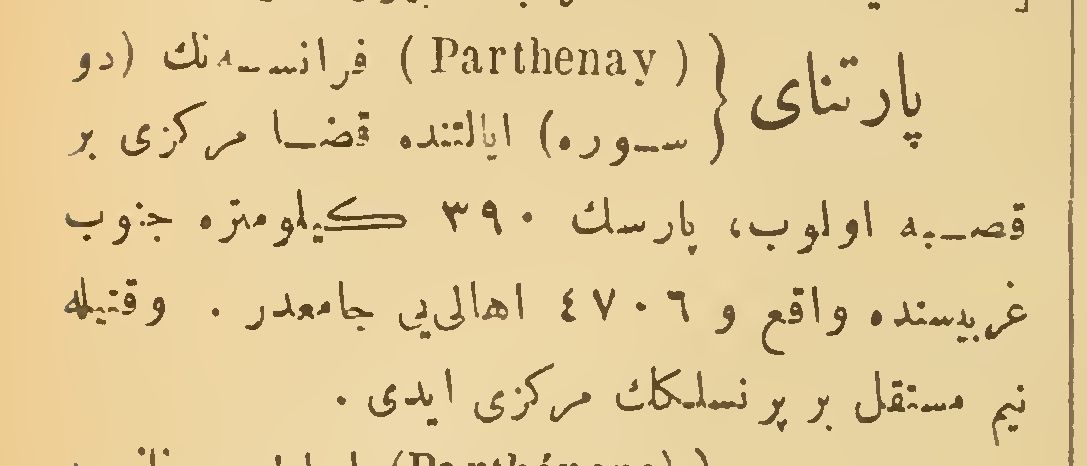 پارتنای { (Parthenay) فرانسه‌نك (دو
سوره) ایالتنده قضا مركزی بر
قصبه اولوب، پارسك ٣٩٠ كیلومتره جنوب
غربیسنده واقع و ٤٧٠٦ اهالی‌یی جامعدر . وقتیله
نیم مستقل بر پرنسلكك مركزی ایدی .